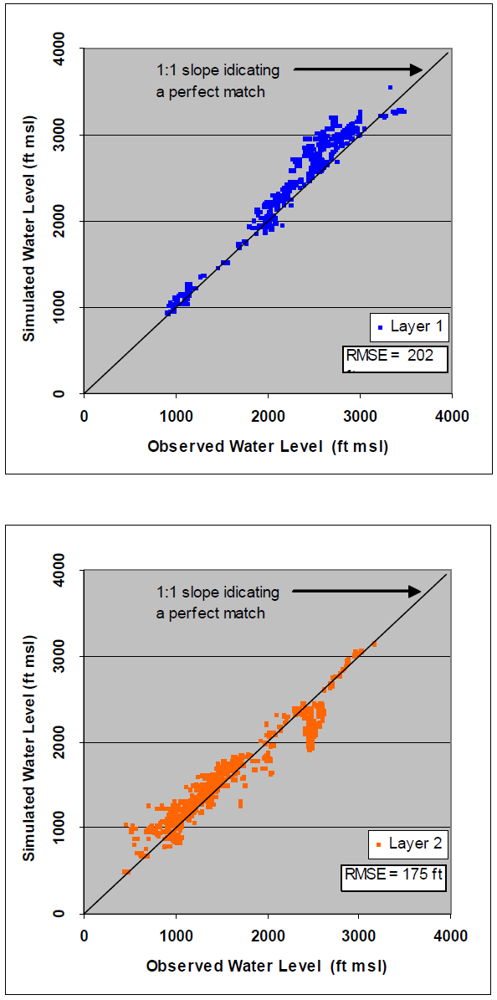 4000
3000
2000
1000
0
Simulated Water Level (ft msl)
1:1 slope idicating
a perfect match
Layer 1
RMSE = 202
0 1000 2000 3000 4000
Observed Water Level (ft msl)
4000
3000
2000
1000
0
Simulated Water Level (ft msl)
1:1 slope idicating
a perfect match
Layer 2
RMSE = 175 ft
0 1000 2000 3000 4000
Observed Water Level (ft msl)